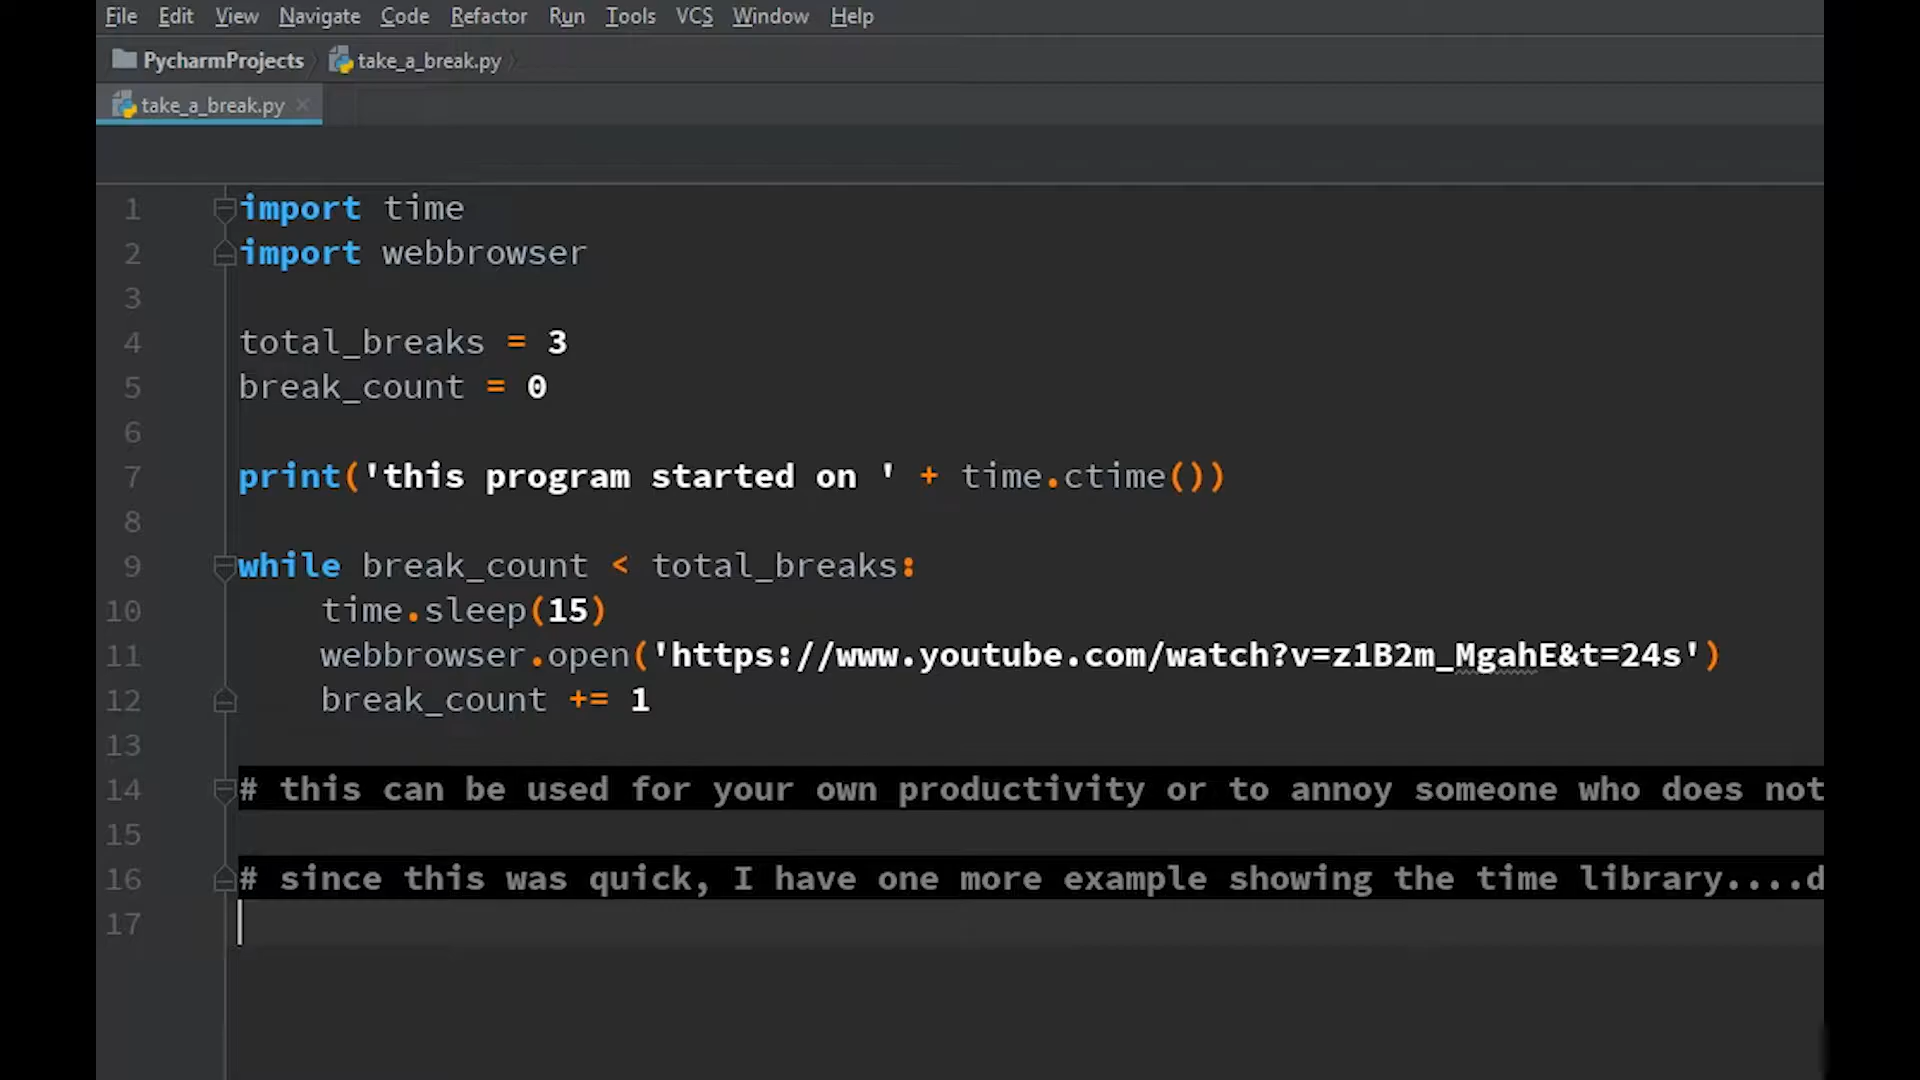 File Edit View Navigate Code Refactor Run Tools VCS Window Help
PycharmProjects take_a_break.py
take_a_break.py
1 import time
2 import webbrowser
3
4 total_breaks = 3
5 break_count = 0
6
7 print('this program started on ' + time.ctime())
8
9 while break_count < total_breaks:
10 time.sleep(15)
11 webbrowser.open('https://www.youtube.com/watch?v=z1B2m_MgahE&t=24s')
12 break_count += 1
13
14 # this can be used for your own productivity or to annoy someone who does not
15
16 # since this was quick, I have one more example showing the time library....d
17